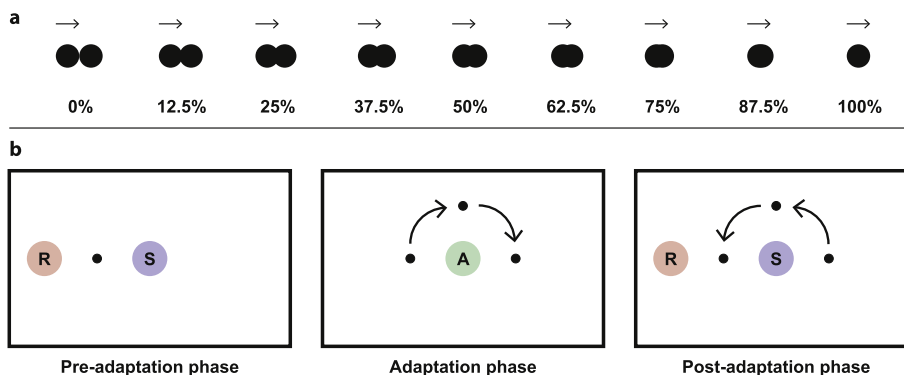 a
0% 12.5% 25% 37.5% 50% 62.5% 75% 87.5% 100%
b
R S A R S
Pre-adaptation phase Adaptation phase Post-adaptation phase